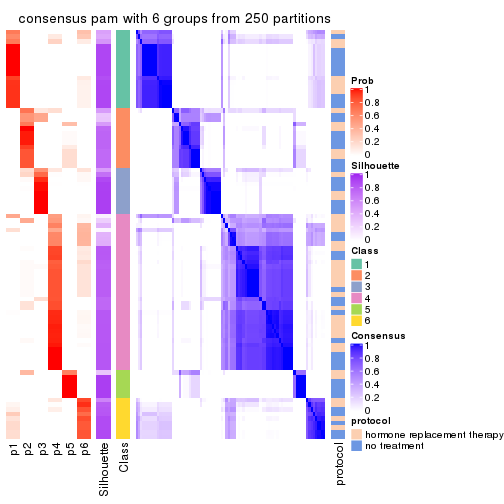 consensus pam with 6 groups from 250 partitions
Prob
1
0.8
0.6
0.4
0.2
0
Silhouette
1
0.8
0.6
0.4
0.2
0
Class
1
2
3
4
5
6
Consensus
1
0.8
0.6
0.4
0.2
0
protocol
hormone replacement therapy
no treatment
p1
p2
p3
p4
p5
p6
Silhouette
Class
protocol